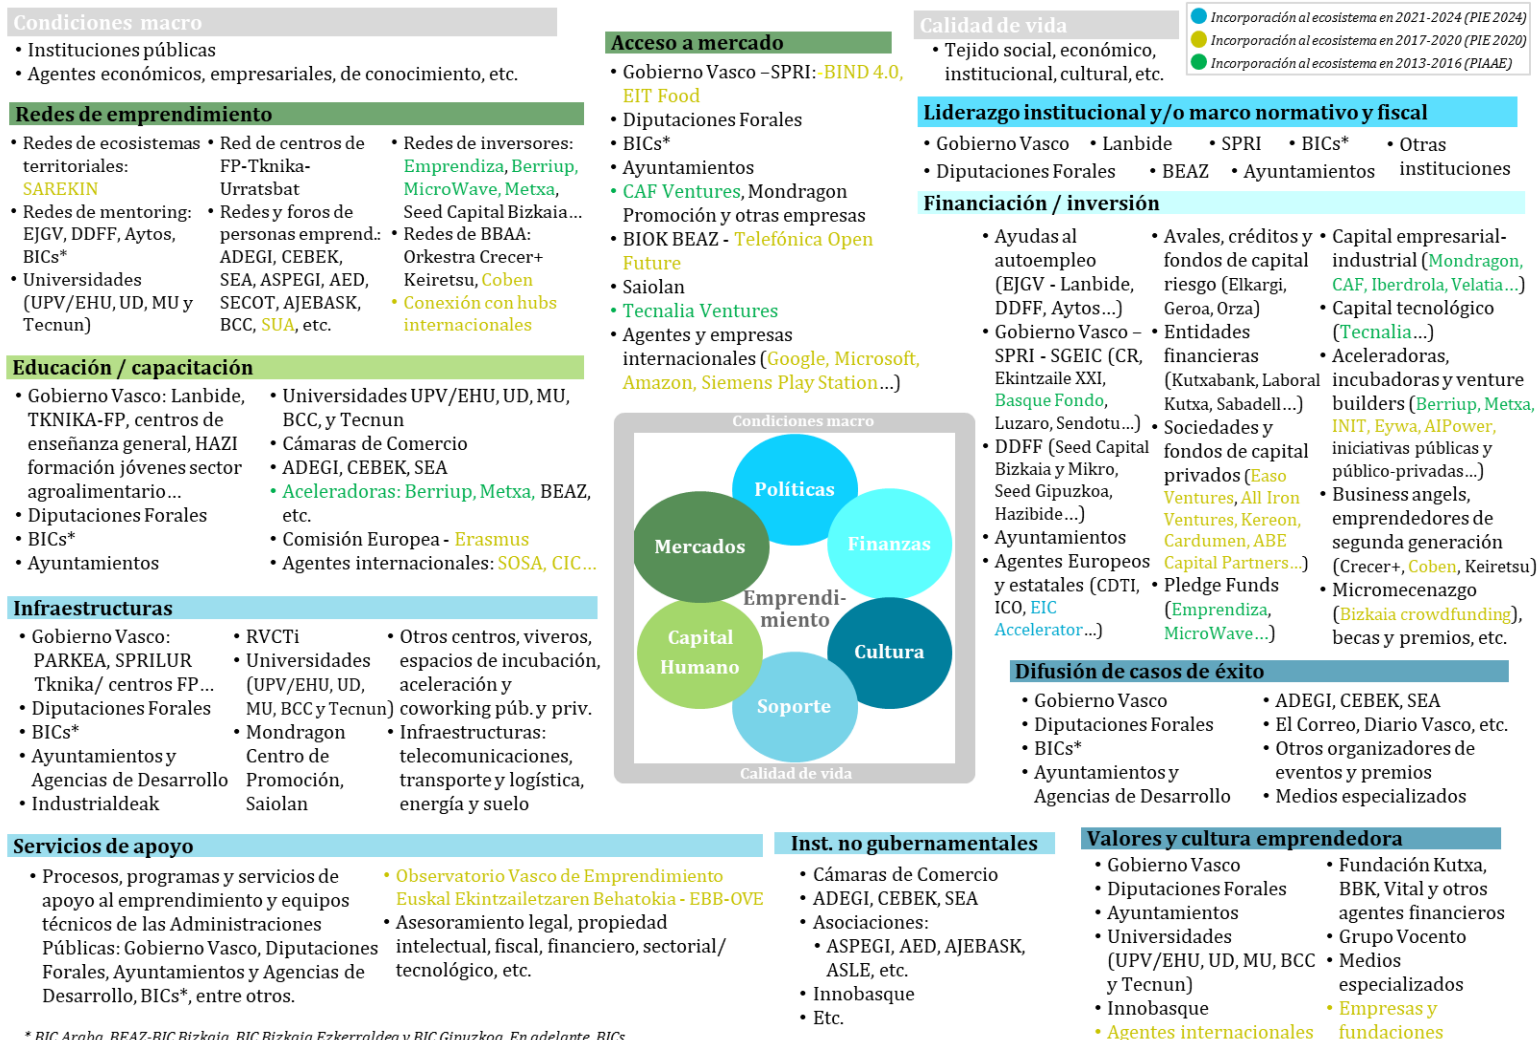 Condiciones macro
• Instituciones públicas
• Agentes económicos, empresariales, de conocimiento, etc.
Redes de emprendimiento
• Redes de ecosistemas
territoriales:
SAREKIN
• Redes de mentoring:
EJGV, DDFF, Aytos,
BICs*
• Universidades
(UPV/EHU, UD, MU y
Tecnun)
• Red de centros de
FP-Tknika-
Urratsbat
• Redes y foros de
personas emprend.:
ADEGI, CEBEK,
SEA, ASPEGI, AED,
SECOT, AJEBASK,
BCC, SUA, etc.
• Redes de inversores:
Emprendiza, Berriup,
MicroWave, Metxa,
Seed Capital Bizkaia...
• Redes de BBAA:
Orkestra Crecer+
Keiretsu, Coben
• Conexión con hubs
internacionales
Educación / capacitación
• Gobierno Vasco: Lanbide,
TKNIKA-FP, centros de
enseñanza general, HAZI
formación jóvenes sector
agroalimentario...
• Diputaciones Forales
• BICs*
• Ayuntamientos
• Universidades UPV/EHU, UD, MU,
BCC, y Tecnun
• Cámaras de Comercio
• ADEGI, CEBEK, SEA
• Aceleradoras: Berriup, Metxa, BEAZ,
etc.
• Comisión Europea - Erasmus
• Agentes internacionales: SOSA, CIC...
Infraestructuras
• Gobierno Vasco:
PARKEA, SPRILUR
Tknika/ centros FP...
• Diputaciones Forales
• BICs*
• Ayuntamientos y
Agencias de Desarrollo
• Industrialdeak
• RVCTi
• Universidades
(UPV/EHU, UD,
MU, BCC y Tecnun)
• Mondragon
Centro de
Promoción,
Saiolan
• Otros centros, viveros,
espacios de incubación,
aceleración y
coworking púb. y priv.
• Infraestructuras:
telecomunicaciones,
transporte y logística,
energía y suelo
Servicios de apoyo
• Procesos, programas y servicios de
apoyo al emprendimiento y equipos
técnicos de las Administraciones
Públicas: Gobierno Vasco, Diputaciones
Forales, Ayuntamientos y Agencias de
Desarrollo, BICs*, entre otros.
• Observatorio Vasco de Emprendimiento
Euskal Ekintzailetzaren Behatokia - EBB-OVE
• Asesoramiento legal, propiedad
intelectual, fiscal, financiero, sectorial/
tecnológico, etc.
* BIC Araba, BEAZ-BIC Bizkaia, BIC Bizkaia Ezkerraldea y BIC Gipuzkoa. En adelante, BICs
Acceso a mercado
• Gobierno Vasco –SPRI: -BIND 4.0,
EIT Food
• Diputaciones Forales
• BICs*
• Ayuntamientos
• CAF Ventures, Mondragon
Promoción y otras empresas
• BIOK BEAZ - Telefónica Open
Future
• Saiolan
• Tecnalia Ventures
• Agentes y empresas
internacionales (Google, Microsoft,
Amazon, Siemens Play Station...)
Condiciones macro
Políticas
Mercados
Finanzas
Emprendi-
miento
Capital
Humano
Cultura
Soporte
Calidad de vida
Inst. no gubernamentales
• Cámaras de Comercio
• ADEGI, CEBEK, SEA
• Asociaciones:
• ASPEGI, AED, AJEBASK,
ASLE, etc.
• Innobasque
• Etc.
Calidad de vida
• Tejido social, económico,
institucional, cultural, etc.
Incorporación al ecosistema en 2021-2024 (PIE 2024)
Incorporación al ecosistema en 2017-2020 (PIE 2020)
Incorporación al ecosistema en 2013-2016 (PIAAE)
Liderazgo institucional y/o marco normativo y fiscal
• Gobierno Vasco • Lanbide • SPRI • BICs* • Otras
instituciones
• Diputaciones Forales • BEAZ • Ayuntamientos
Financiación / inversión
• Ayudas al
autoempleo
(EJGV - Lanbide,
DDFF, Aytos...)
• Gobierno Vasco –
SPRI - SGEIC (CR,
Ekintzaile XXI,
Basque Fondo,
Luzaro, Sendotu...)
• DDFF (Seed Capital
Bizkaia y Mikro,
Seed Gipuzkoa,
Hazibide...)
• Ayuntamientos
• Agentes Europeos
y estatales (CDTI,
ICO, EIC
Accelerator...)
• Avales, créditos y
fondos de capital
riesgo (Elkargi,
Geroa, Orza)
• Entidades
financieras
(Kutxabank, Laboral
Kutxa, Sabadell...)
• Sociedades y
fondos de capital
privados (Easo
Ventures, All Iron
Ventures, Kereon,
Cardumen, ABE
Capital Partners...)
• Pledge Funds
(Emprendiza,
MicroWave...)
• Capital empresarial-
industrial (Mondragon,
CAF, Iberdrola, Velatia...)
• Capital tecnológico
(Tecnalia...)
• Aceleradoras,
incubadoras y venture
builders (Berriup, Metxa,
INIT, Eywa, AIPower,
iniciativas públicas y
público-privadas...)
• Business angels,
emprendedores de
segunda generación
(Crecer+, Coben, Keiretsu)
• Micromecenazgo
(Bizkaia crowdfunding),
becas y premios, etc.
Difusión de casos de éxito
• Gobierno Vasco
• Diputaciones Forales
• BICs*
• Ayuntamientos y
Agencias de Desarrollo
• ADEGI, CEBEK, SEA
• El Correo, Diario Vasco, etc.
• Otros organizadores de
eventos y premios
• Medios especializados
Valores y cultura emprendedora
• Gobierno Vasco
• Diputaciones Forales
• Ayuntamientos
• Universidades
(UPV/EHU, UD, MU, BCC
y Tecnun)
• Innobasque
• Agentes internacionales
• Fundación Kutxa,
BBK, Vital y otros
agentes financieros
• Grupo Vocento
• Medios
especializados
• Empresas y
fundaciones